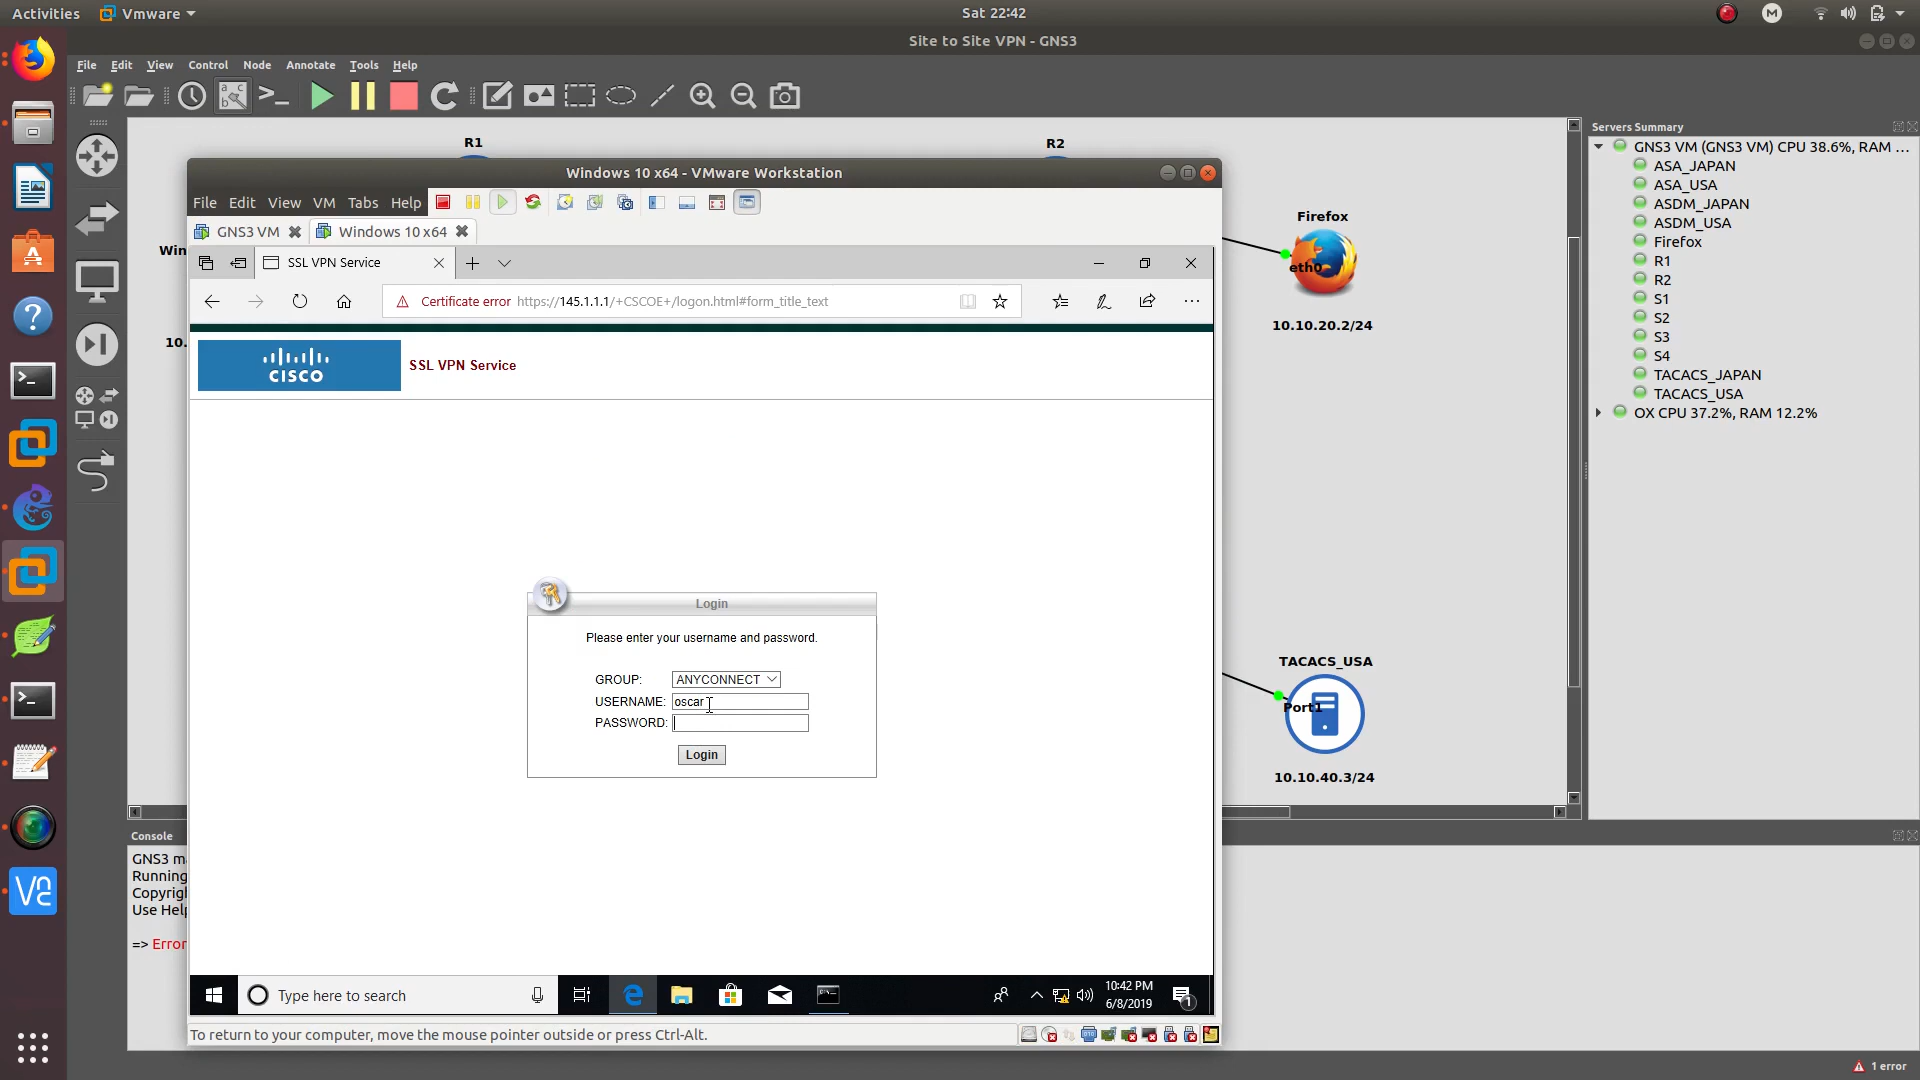 Activities
Vmware
Sat 22:42
M
Site to Site VPN - GNS3
File Edit View Control Node Annotate Tools Help
R1
R2
Windows 10 x64 - VMware Workstation
File Edit View VM Tabs Help
GNS3 VM
Windows 10 x64
Win
SSL VPN Service
Certificate error https://145.1.1.1/+CSCOE+/logon.html#form_title_text
10.
CISCO
SSL VPN Service
Login
Please enter your username and password.
GROUP: ANYCONNECT
USERNAME: oscar
PASSWORD:
Login
Type here to search
10:42 PM
6/8/2019
1
To return to your computer, move the mouse pointer outside or press Ctrl-Alt.
Firefox
eth0
10.10.20.2/24
TACACS_USA
Port1
10.10.40.3/24
Servers Summary
GNS3 VM (GNS3 VM) CPU 38.6%, RAM ...
ASA_JAPAN
ASA_USA
ASDM_JAPAN
ASDM_USA
Firefox
R1
R2
S1
S2
S3
S4
TACACS_JAPAN
TACACS_USA
OX CPU 37.2%, RAM 12.2%
Console
GNS3 m
Running
Copyrig
Use Help
=> Error
1 error